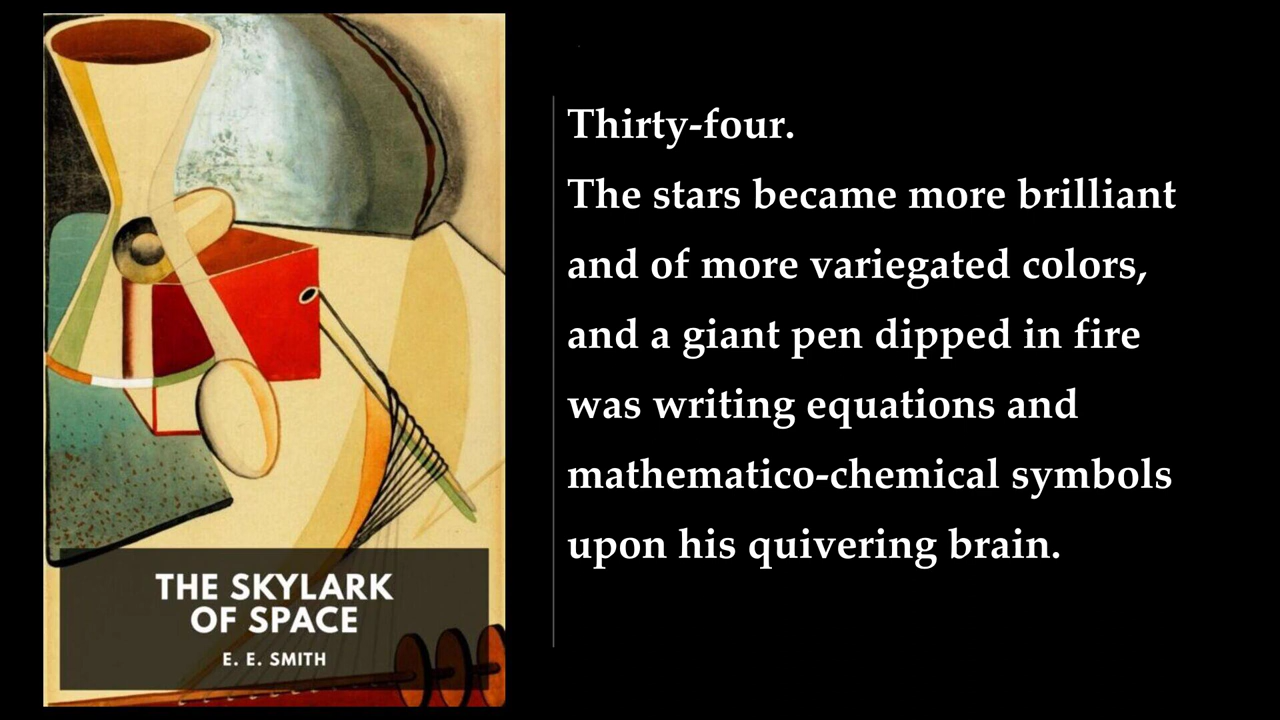 THE SKYLARK
OF SPACE
E. E. SMITH
Thirty-four.
The stars became more brilliant
and of more variegated colors,
and a giant pen dipped in fire
was writing equations and
mathematico-chemical symbols
upon his quivering brain.